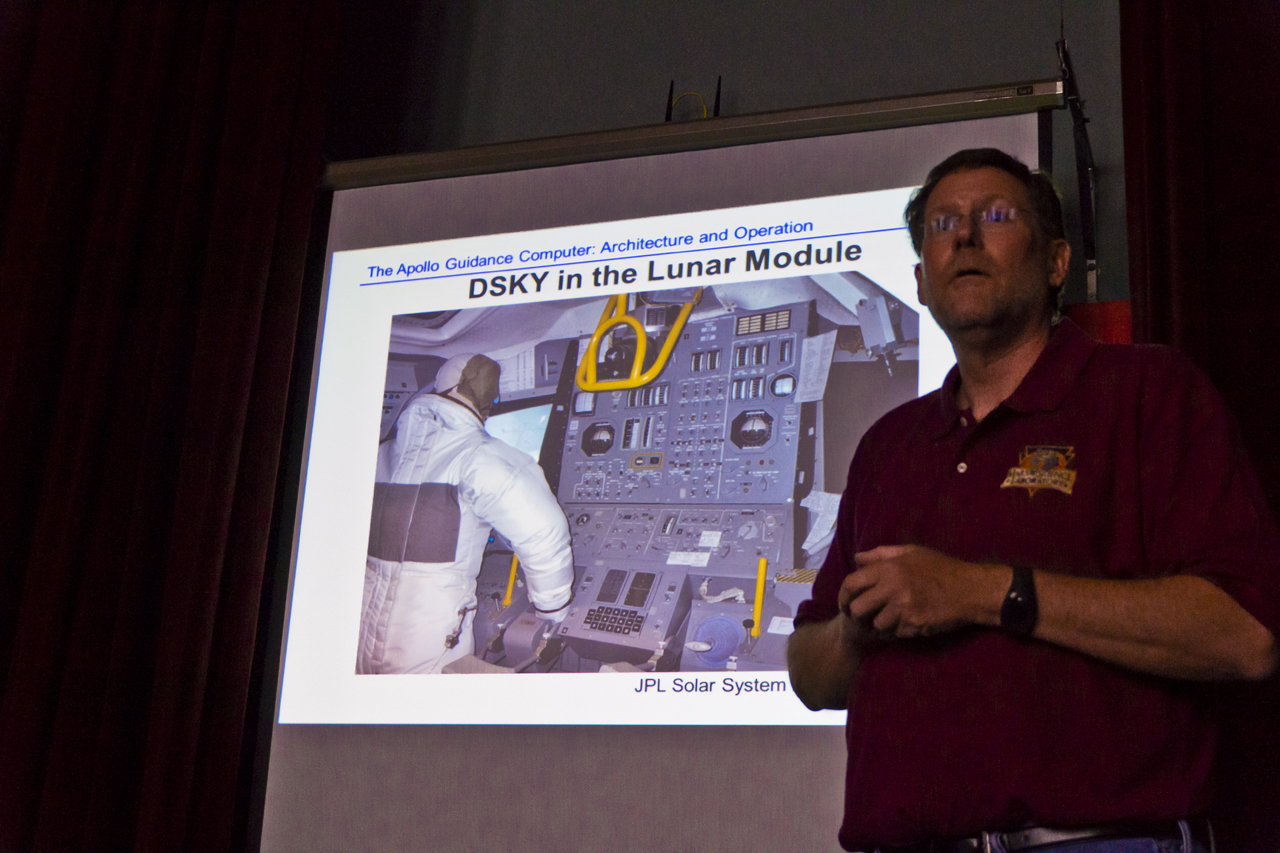 The Apollo Guidance Computer: Architecture and Operation
DSKY in the Lunar Module
JPL Solar System